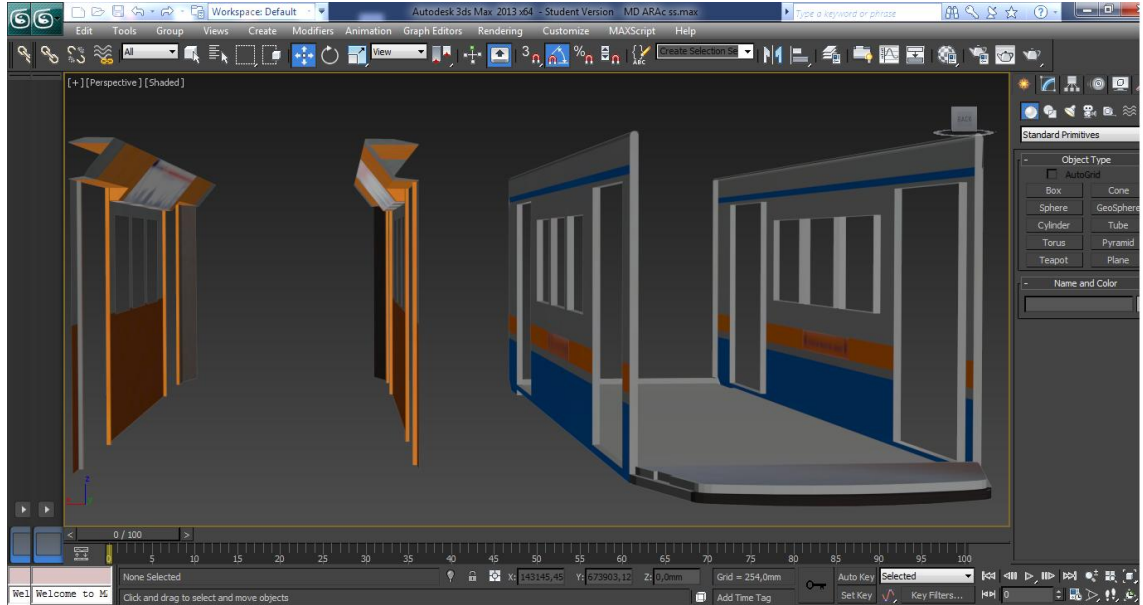 Workspace: Default
Autodesk 3ds Max 2013 x64 - Student Version MD ARAc ss.max
Type a keyword or phrase
Edit Tools Group Views Create Modifiers Animation Graph Editors Rendering Customize MAXScript Help
All
View
3
Create Selection Se
ABC
[+] [Perspective] [Shaded]
BACK
Standard Primitives
- Object Type
AutoGrid
Box Cone
Sphere GeoSphere
Cylinder Tube
Torus Pyramid
Teapot Plane
- Name and Color
z
< 0 / 100 >
0 5 10 15 20 25 30 35 40 45 50 55 60 65 70 75 80 85 90 95 100
None Selected X: 143145,45 Y: 673903,12 Z: 0,0mm Grid = 254,0mm Auto Key Selected
Wel Welcome to M Click and drag to select and move objects Add Time Tag Set Key Key Filters... 0